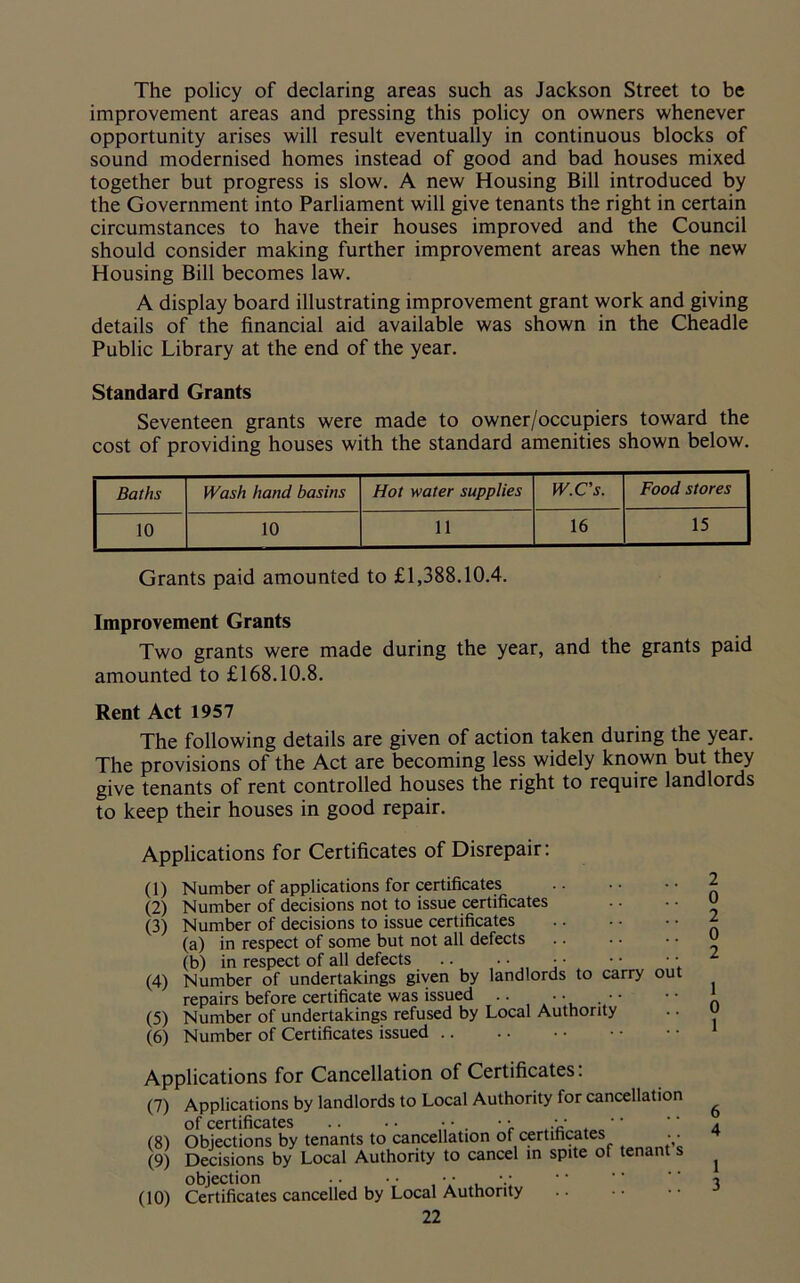 The policy of declaring areas such as Jackson Street to be
improvement areas and pressing this policy on owners whenever
opportunity arises will result eventually in continuous blocks of
sound modernised homes instead of good and bad houses mixed
together but progress is slow. A new Housing Bill introduced by
the Government into Parliament will give tenants the right in certain
circumstances to have their houses improved and the Council
should consider making further improvement areas when the new
Housing Bill becomes law.
A display board illustrating improvement grant work and giving
details of the financial aid available was shown in the Cheadle
Public Library at the end of the year.
Standard Grants
Seventeen grants were made to owner/occupiers toward the
cost of providing houses with the standard amenities shown below.
Baths Wash hand basins Hot water supplies W.C's. Food stores
10 10 11 16 15
Grants paid amounted to £1,388.10.4.
Improvement Grants
Two grants were made during the year, and the grants paid
amounted to £168.10.8.
Rent Act 1957
The following details are given of action taken during the year.
The provisions of the Act are becoming less widely known but they
give tenants of rent controlled houses the right to require landlords
to keep their houses in good repair.
Applications for Certificates of Disrepair:
(1) Number of applications for certificates .. .. .. 2
(2) Number of decisions not to issue certificates .. .. 0
(3) Number of decisions to issue certificates .. .. .. 2
(a) in respect of some but not all defects .. .. .. 0
(b) in respect of all defects .. .. .. .. .. 2
(4) Number of undertakings given by landlords to carry out
repairs before certificate was issued .. .. .. .. 1
(5) Number of undertakings refused by Local Authority .. 0
(6) Number of Certificates issued .. .. .. .. .. 1
Applications for Cancellation of Certificates:
(7) Applications by landlords to Local Authority for cancellation
of certificates .. .. .. .. .. .. .. 6
(8) Objections by tenants to cancellation of certificates .. 4
(9) Decisions by Local Authority to cancel in spite of tenant's
objection .. .. .. .. .. .. .. 1
(10) Certificates cancelled by Local Authority .. .. .. 3
22